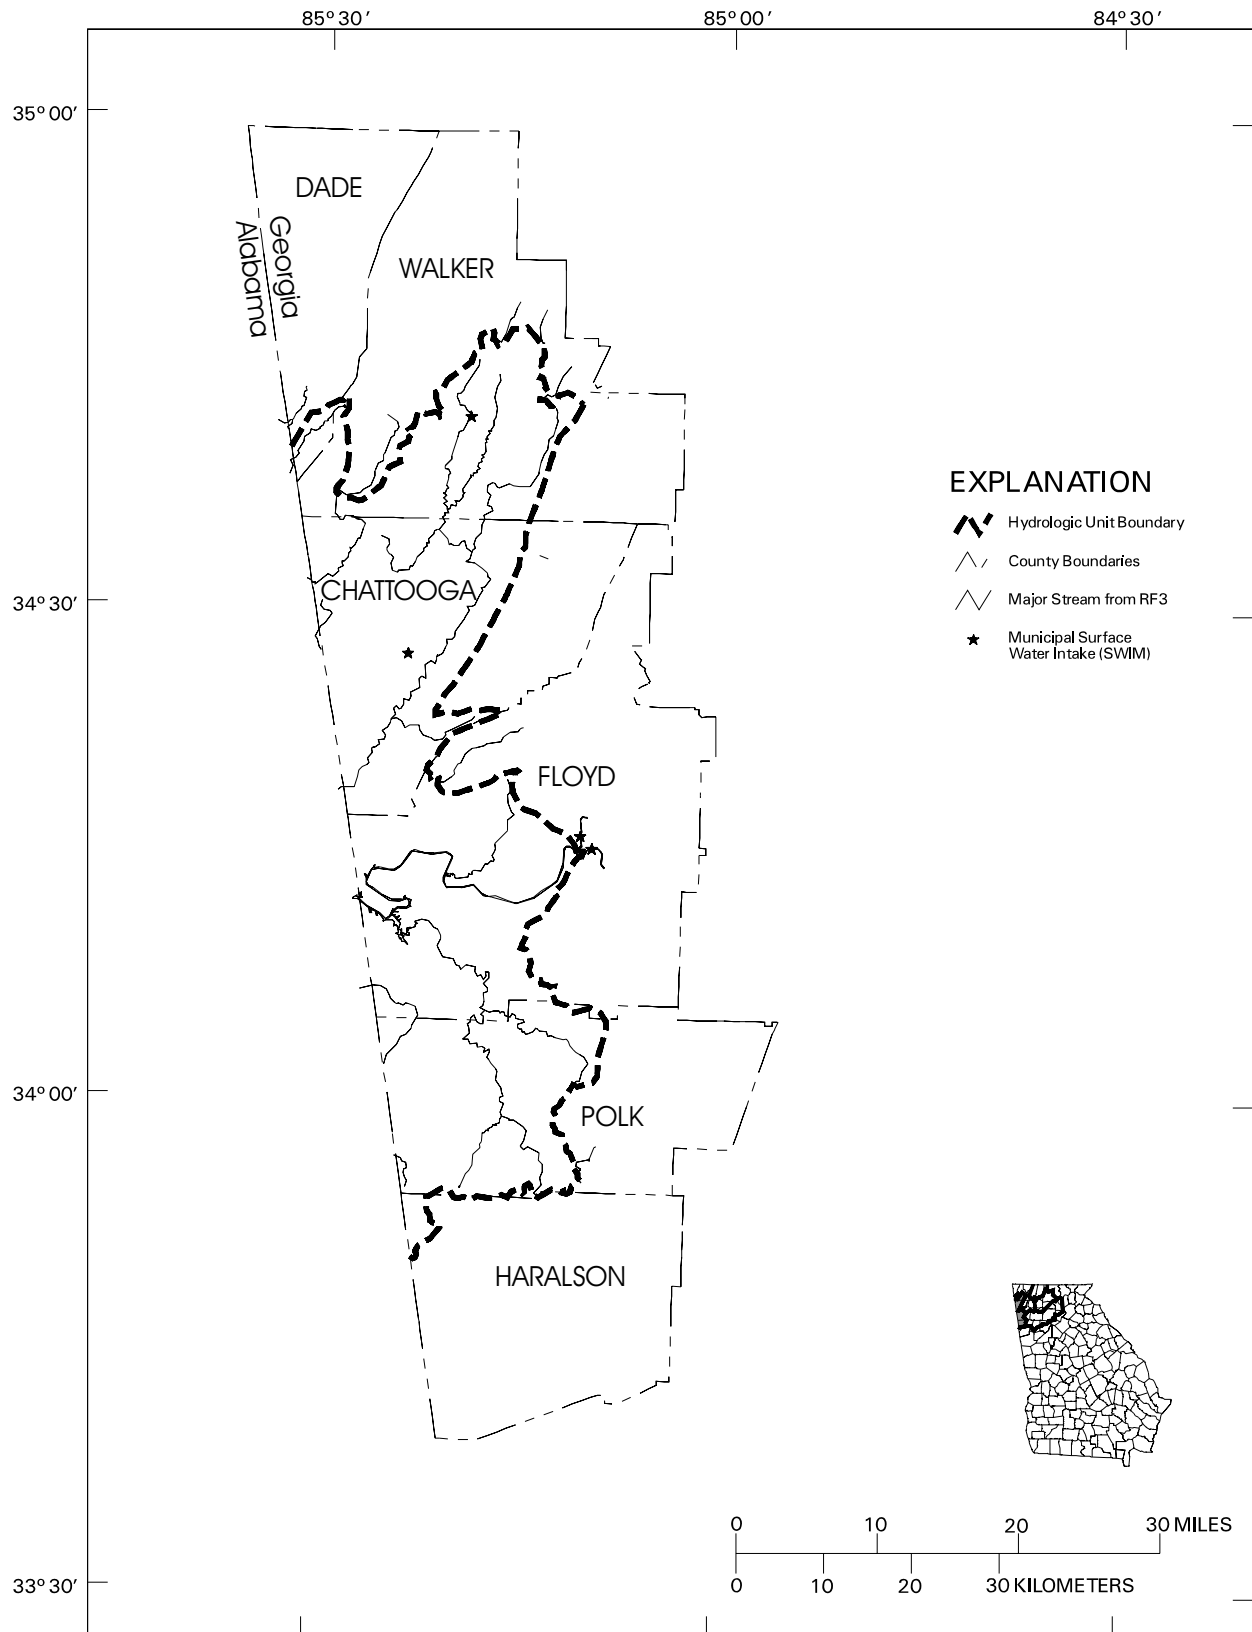 85° 30′ 85° 00′ 84° 30′
35° 00′
DADE
Georgia
Alabama
WALKER
EXPLANATION
Hydrologic Unit Boundary
County Boundaries
Major Stream from RF3
Municipal Surface
Water Intake (SWIM)
CHATTOOGA
34° 30′
FLOYD
34° 00′
POLK
HARALSON
0 10 20 30 MILES
0 10 20 30 KILOMETERS
33° 30′